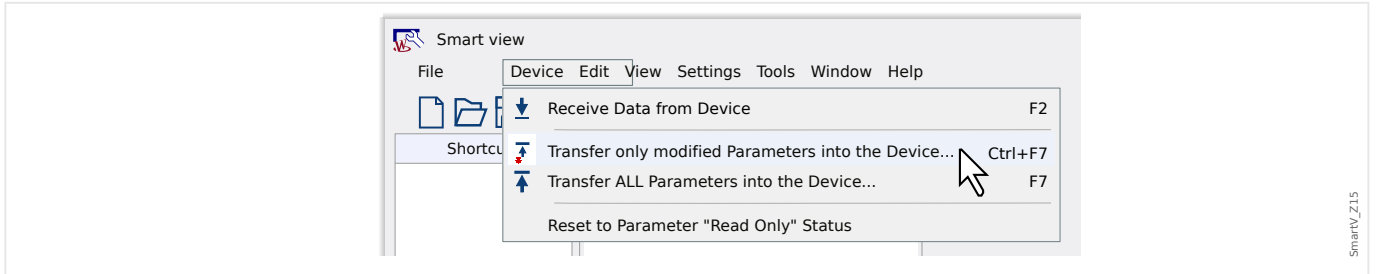 Smart view
File Device Edit View Settings Tools Window Help
Receive Data from Device F2
Shortcu
Transfer only modified Parameters into the Device... Ctrl+F7
Transfer ALL Parameters into the Device... F7
Reset to Parameter "Read Only" Status
SmartV_Z15